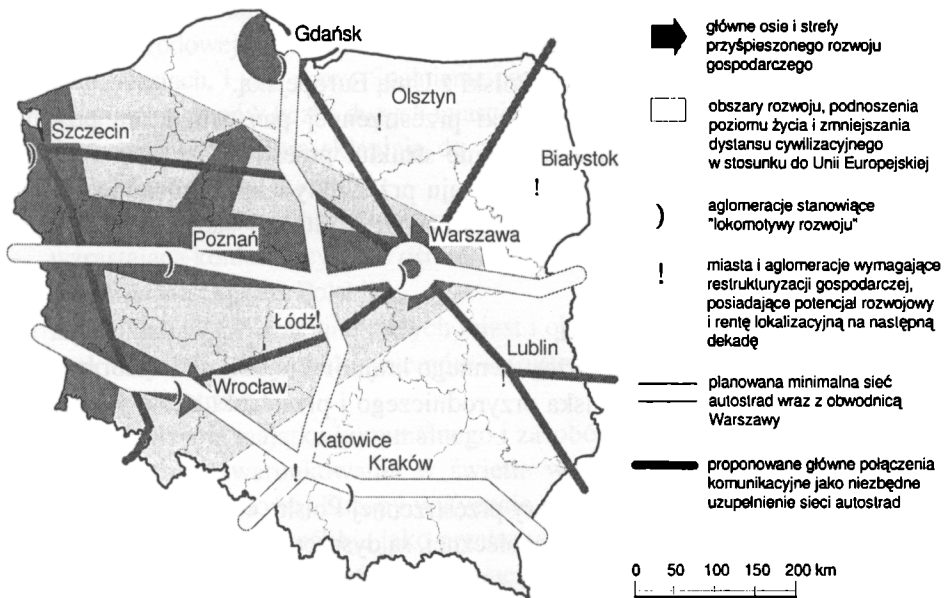 Gdańsk
Olsztyn
Szczecin
Białystok
!
Poznań
Warszawa
Łódź!
Lublin
!
Wrocław
Katowice
Kraków
główne osie i strefy
przyśpieszonego rozwoju
gospodarczego
obszary rozwoju, podnoszenia
poziomu życia i zmniejszania
dystansu cywilizacyjnego
w stosunku do Unii Europejskiej
aglomeracje stanowiące
"lokomotywy rozwoju"
! miasta i aglomeracje wymagające
restrukturyzacji gospodarczej,
posiadające potencjał rozwojowy
i rentę lokalizacyjną na następną
dekadę
planowana minimalna sieć
autostrad wraz z obwodnicą
Warszawy
proponowane główne połączenia
komunikacyjne jako niezbędne
uzupełnienie sieci autostrad
0 50 100 150 200 km